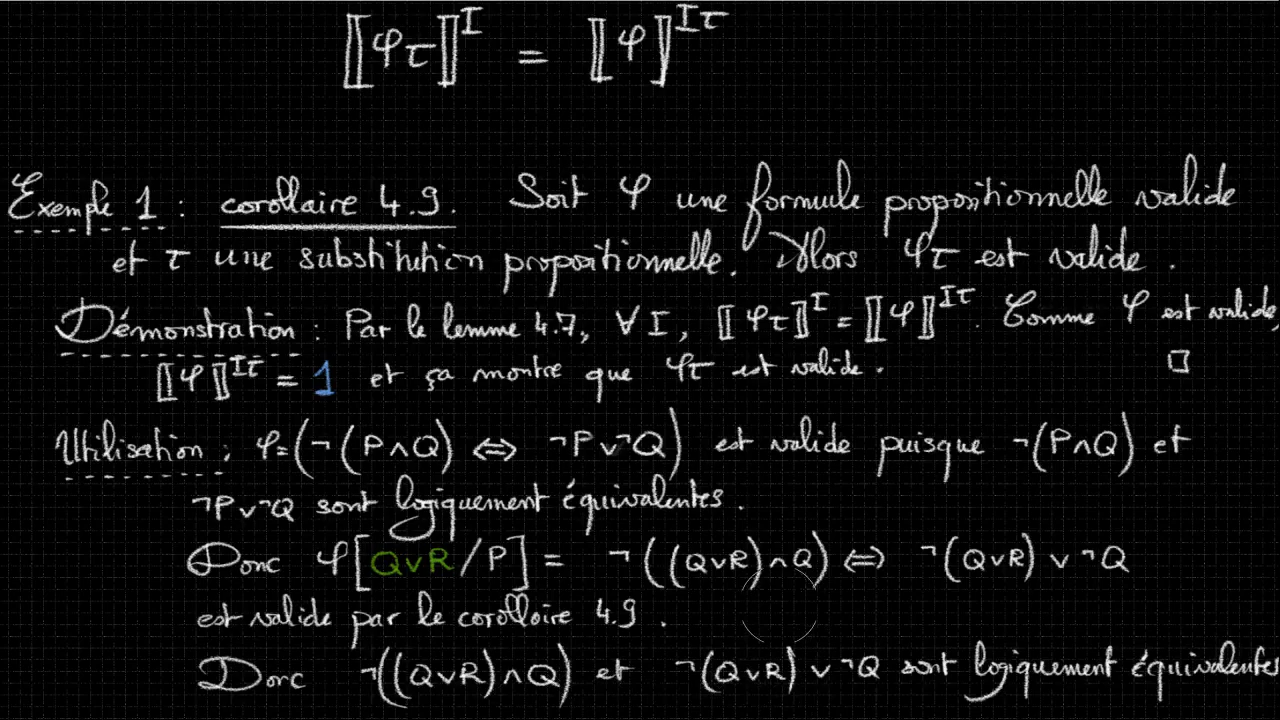 ⟦φτ⟧^I = ⟦φ⟧^Iτ
Exemple 1 : corollaire 4.9. Soit φ une formule propositionnelle valide
et τ une substitution propositionnelle. Alors φτ est valide.
Démonstration : Par le lemme 4.7, ∀I, ⟦φτ⟧^I = ⟦φ⟧^Iτ. Comme φ est valide,
⟦φ⟧^Iτ = 1 et ça montre que φτ est valide. □
Utilisation : φ=(¬(P∧Q) ⇔ ¬P∨¬Q) est valide puisque ¬(P∧Q) et
¬P∨¬Q sont logiquement équivalentes.
Donc φ[Q∨R/P] = ¬((Q∨R)∧Q) ⇔ ¬(Q∨R) ∨ ¬Q
est valide par le corollaire 4.9.
Donc ¬((Q∨R)∧Q) et ¬(Q∨R) ∨ ¬Q sont logiquement équivalentes